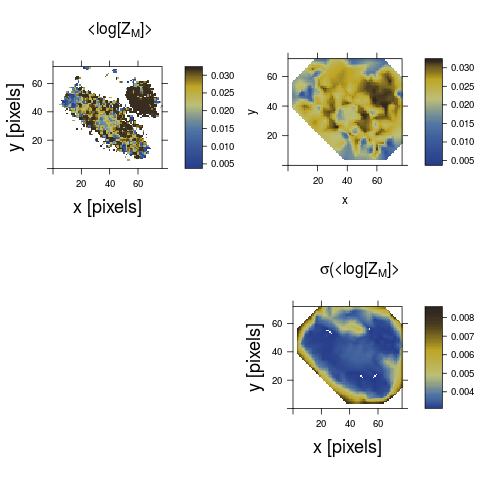 <log[Z_M]>
y [pixels]
60
40
20
20 40 60
x [pixels]
0.030
0.025
0.020
0.015
0.010
0.005
y
60
40
20
20 40 60
x
0.030
0.025
0.020
0.015
0.010
0.005
σ(<log[Z_M]>
y [pixels]
60
40
20
20 40 60
x [pixels]
0.008
0.007
0.006
0.005
0.004